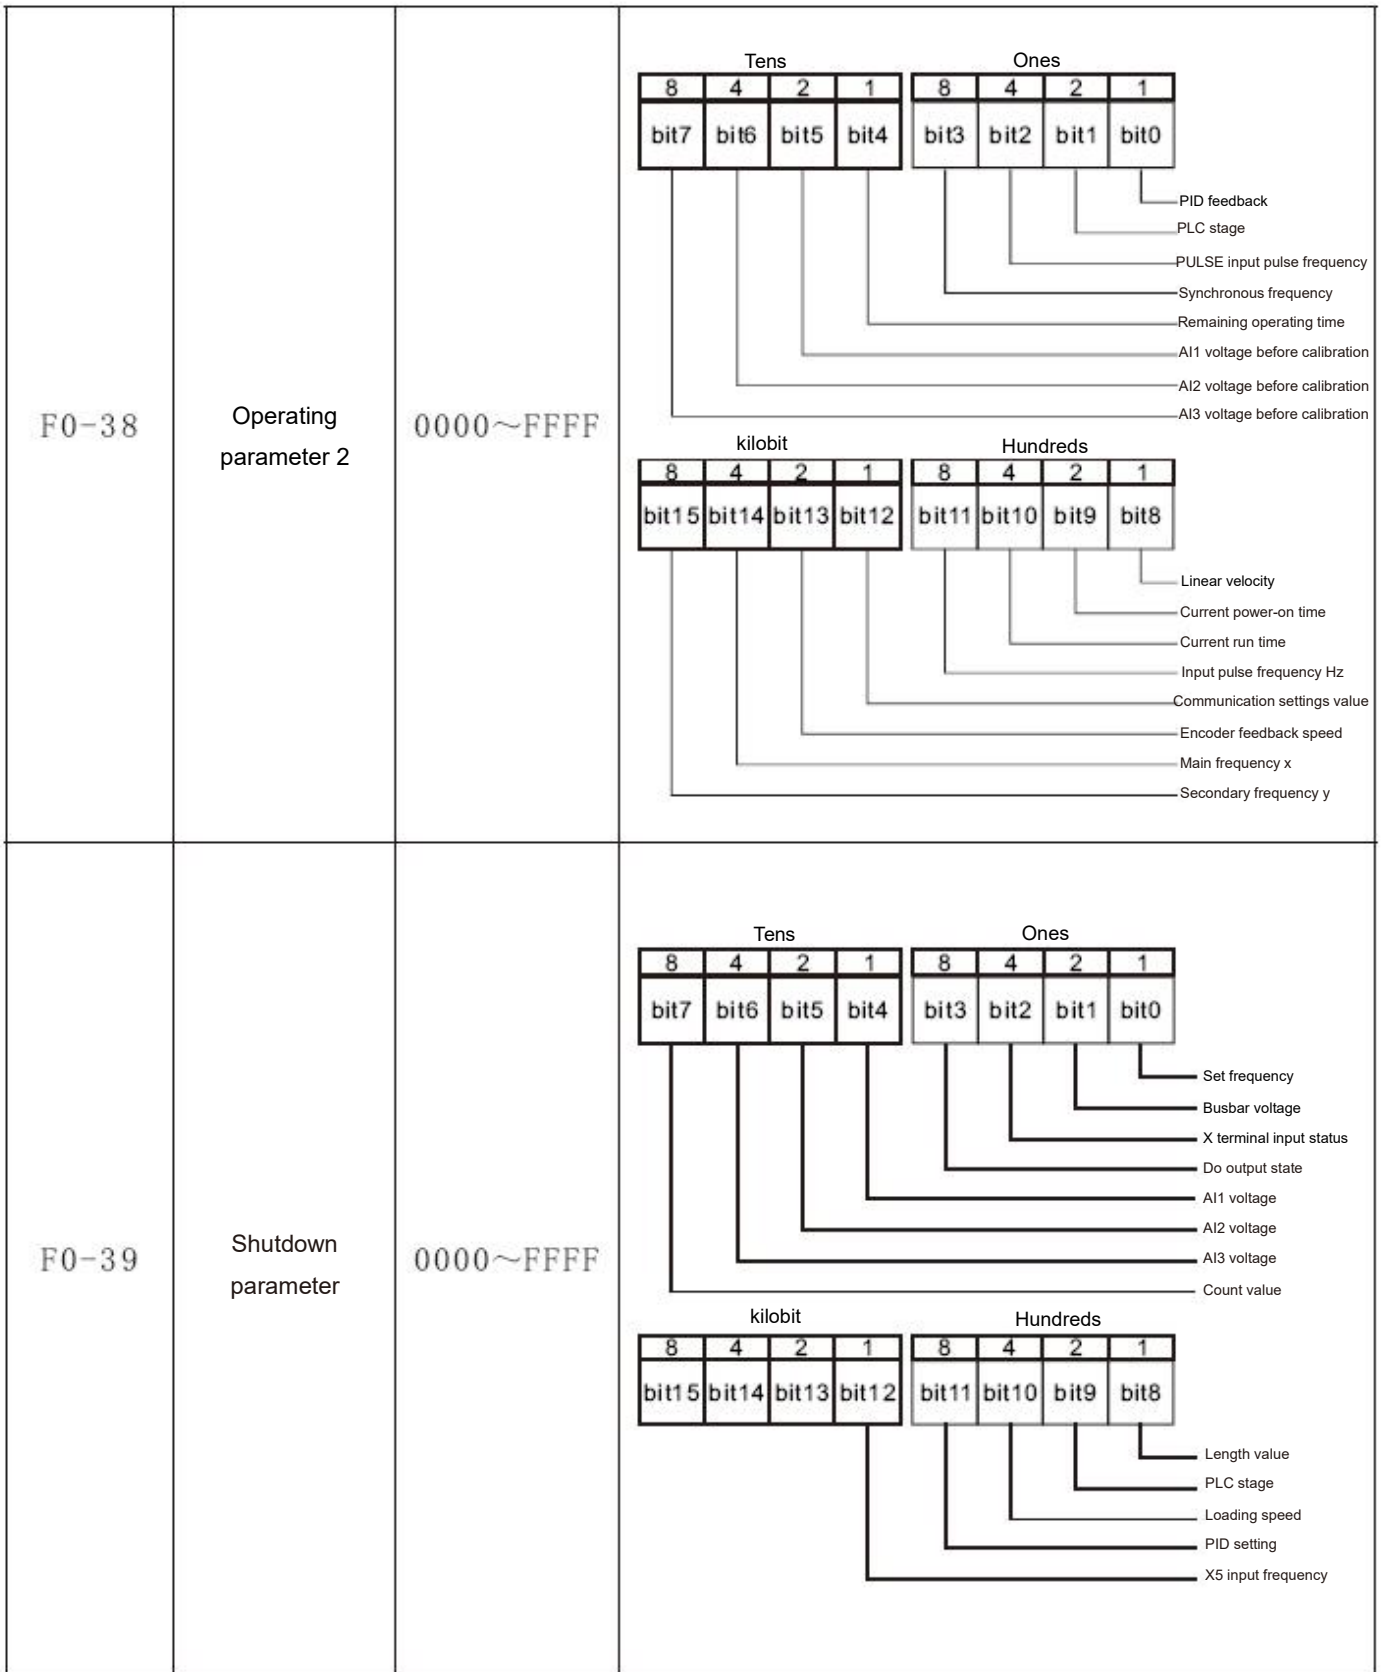 F0-38
Operating
parameter 2
0000～FFFF
Tens Ones
8 4 2 1 8 4 2 1
bit7 bit6 bit5 bit4 bit3 bit2 bit1 bit0
PID feedback
PLC stage
PULSE input pulse frequency
Synchronous frequency
Remaining operating time
AI1 voltage before calibration
AI2 voltage before calibration
AI3 voltage before calibration
kilobit Hundreds
8 4 2 1 8 4 2 1
bit15 bit14 bit13 bit12 bit11 bit10 bit9 bit8
Linear velocity
Current power-on time
Current run time
Input pulse frequency Hz
Communication settings value
Encoder feedback speed
Main frequency x
Secondary frequency y
F0-39
Shutdown
parameter
0000～FFFF
Tens Ones
8 4 2 1 8 4 2 1
bit7 bit6 bit5 bit4 bit3 bit2 bit1 bit0
Set frequency
Busbar voltage
X terminal input status
Do output state
AI1 voltage
AI2 voltage
AI3 voltage
Count value
kilobit Hundreds
8 4 2 1 8 4 2 1
bit15 bit14 bit13 bit12 bit11 bit10 bit9 bit8
Length value
PLC stage
Loading speed
PID setting
X5 input frequency